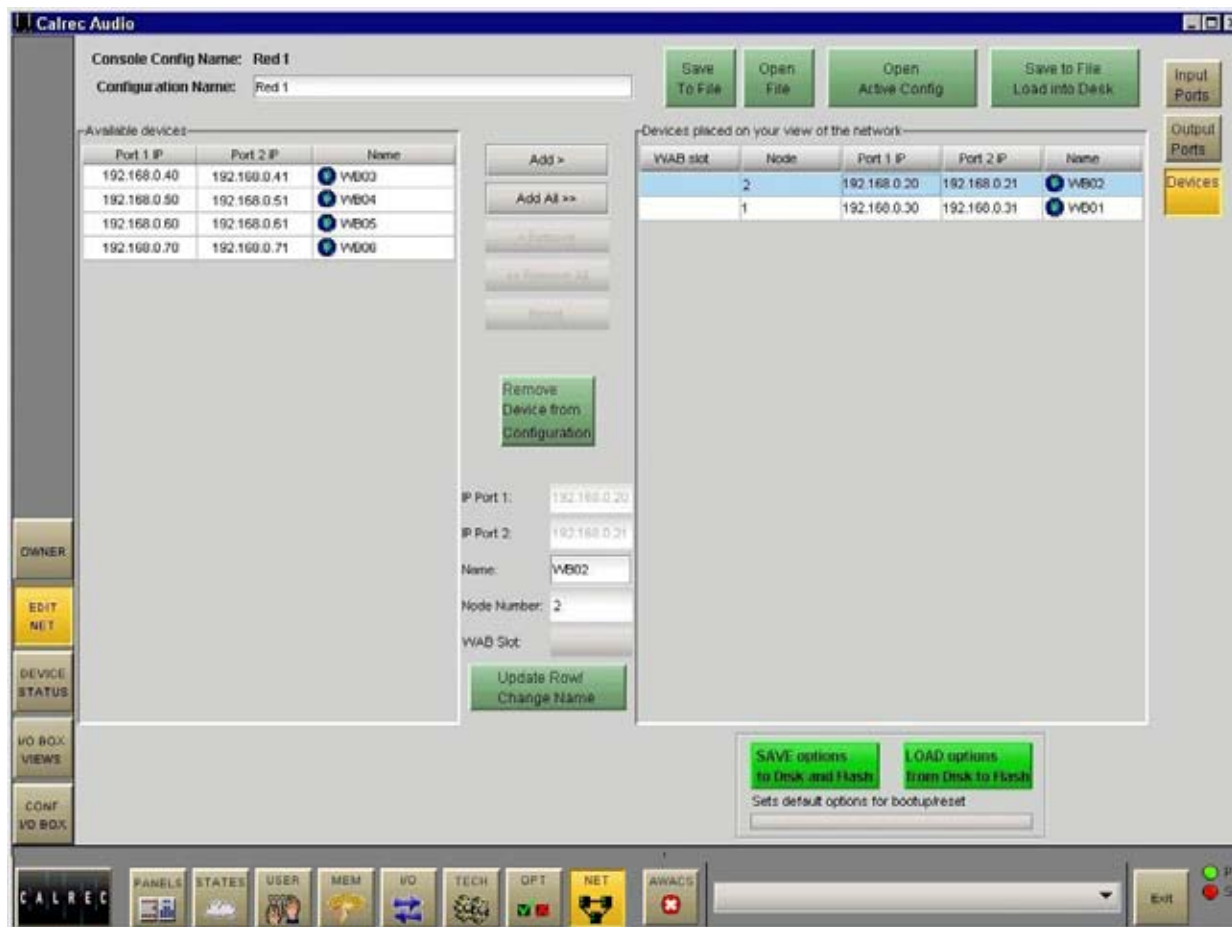 Calrec Audio
Console Config Name: Red 1
Configuration Name: Red 1
Save To File
Open File
Open Active Config
Save to File Load into Desk
Input Ports
Output Ports
Devices
Available devices
Port 1 IP Port 2 IP Name
192.168.0.40 192.168.0.41 WB03
192.168.0.50 192.168.0.51 WB04
192.168.0.60 192.168.0.61 WB05
192.168.0.70 192.168.0.71 WB06
Add >
Add All >>
< Remove
<< Remove All
Remove
Device from
Configuration
IP Port 1: 192.168.0.20
IP Port 2: 192.168.0.21
Name: WB02
Node Number: 2
WAB Slot:
Update Row/
Change Name
Devices placed on your view of the network
WAB slot Node Port 1 IP Port 2 IP Name
2 192.168.0.20 192.168.0.21 WB02
1 192.168.0.30 192.168.0.31 WB01
SAVE options
to Disk and Flash
LOAD options
from Disk to Flash
Sets default options for bootup/reset
OWNER
EDIT
NET
DEVICE
STATUS
I/O BOX
VIEWS
CONF
I/O BOX
CALREC
PANELS
STATES
USER
MEM
I/O
TECH
OPT
NET
AWACS
Exit
P
S